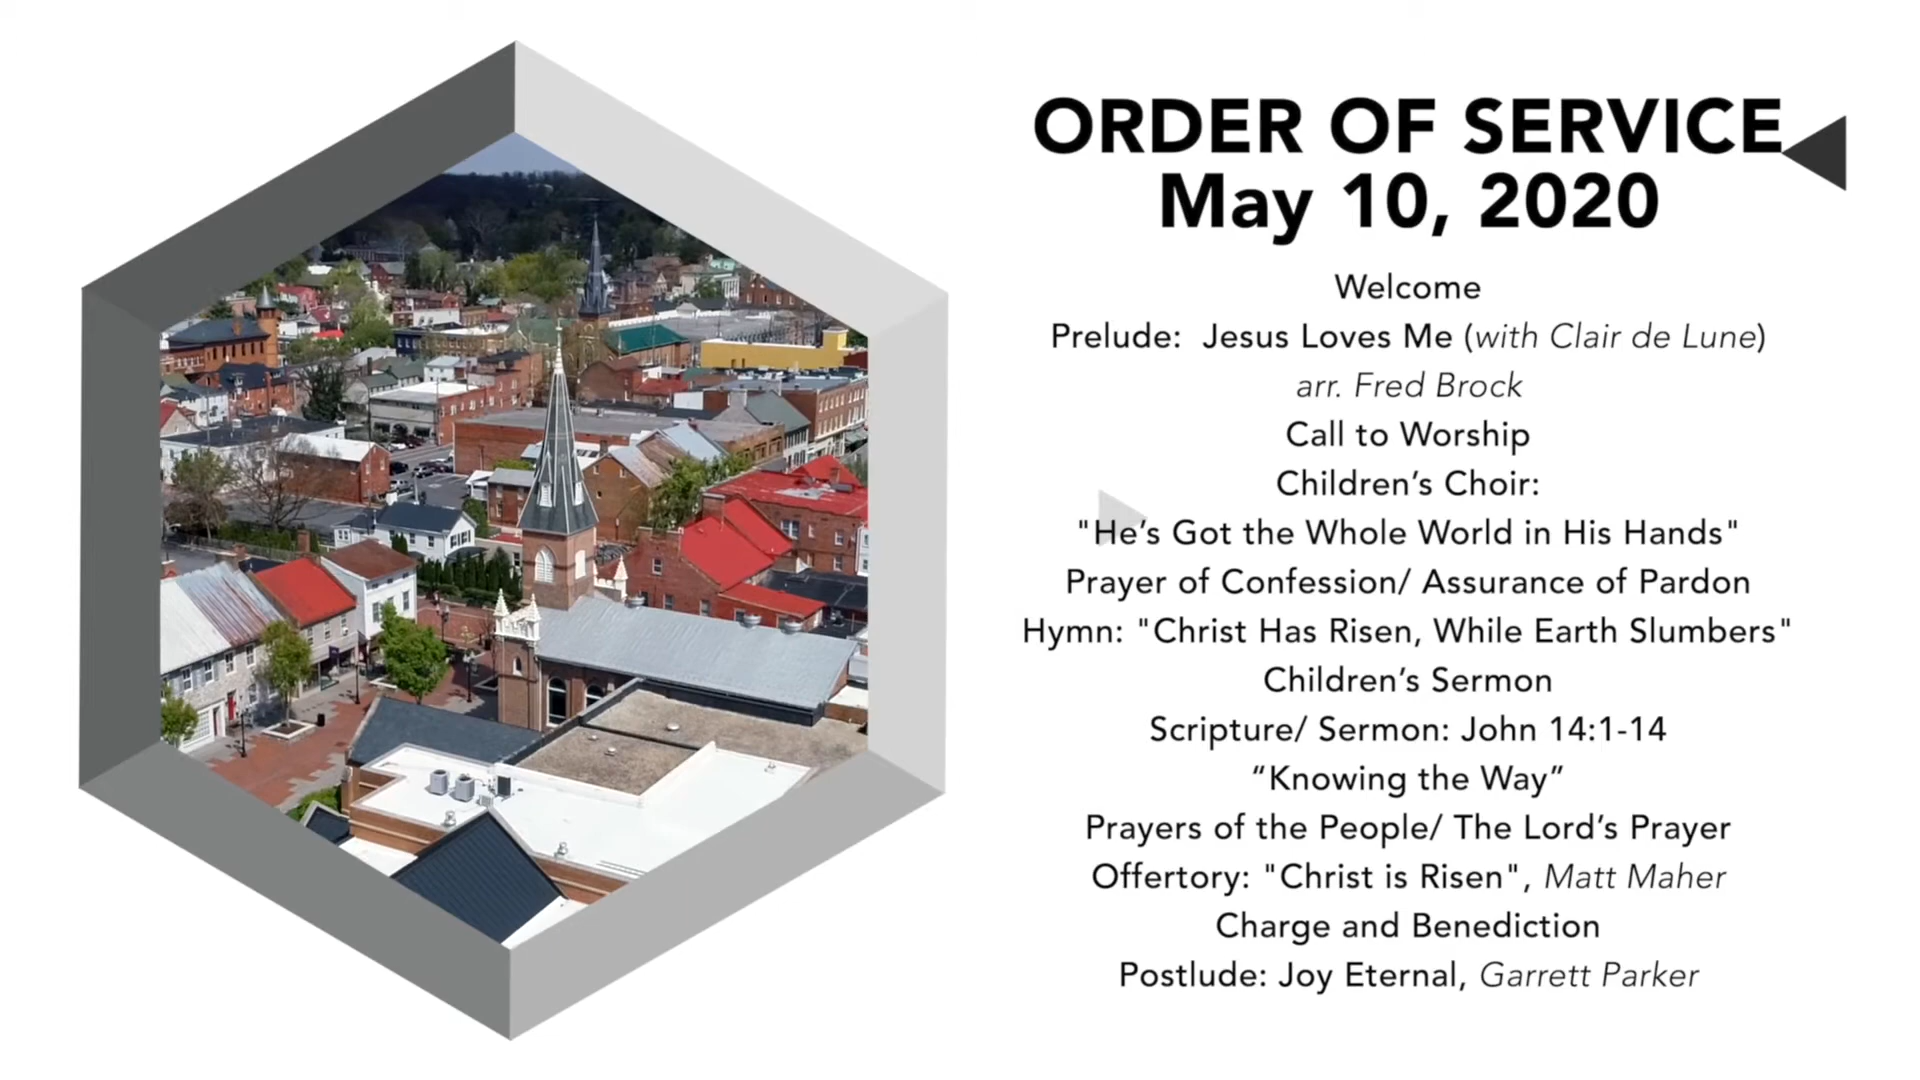 ORDER OF SERVICE
May 10, 2020
Welcome
Prelude:  Jesus Loves Me (with Clair de Lune)
arr. Fred Brock
Call to Worship
Children’s Choir:
"He’s Got the Whole World in His Hands"
Prayer of Confession/ Assurance of Pardon
Hymn: "Christ Has Risen, While Earth Slumbers"
Children’s Sermon
Scripture/ Sermon: John 14:1-14
“Knowing the Way”
Prayers of the People/ The Lord’s Prayer
Offertory: "Christ is Risen", Matt Maher
Charge and Benediction
Postlude: Joy Eternal, Garrett Parker